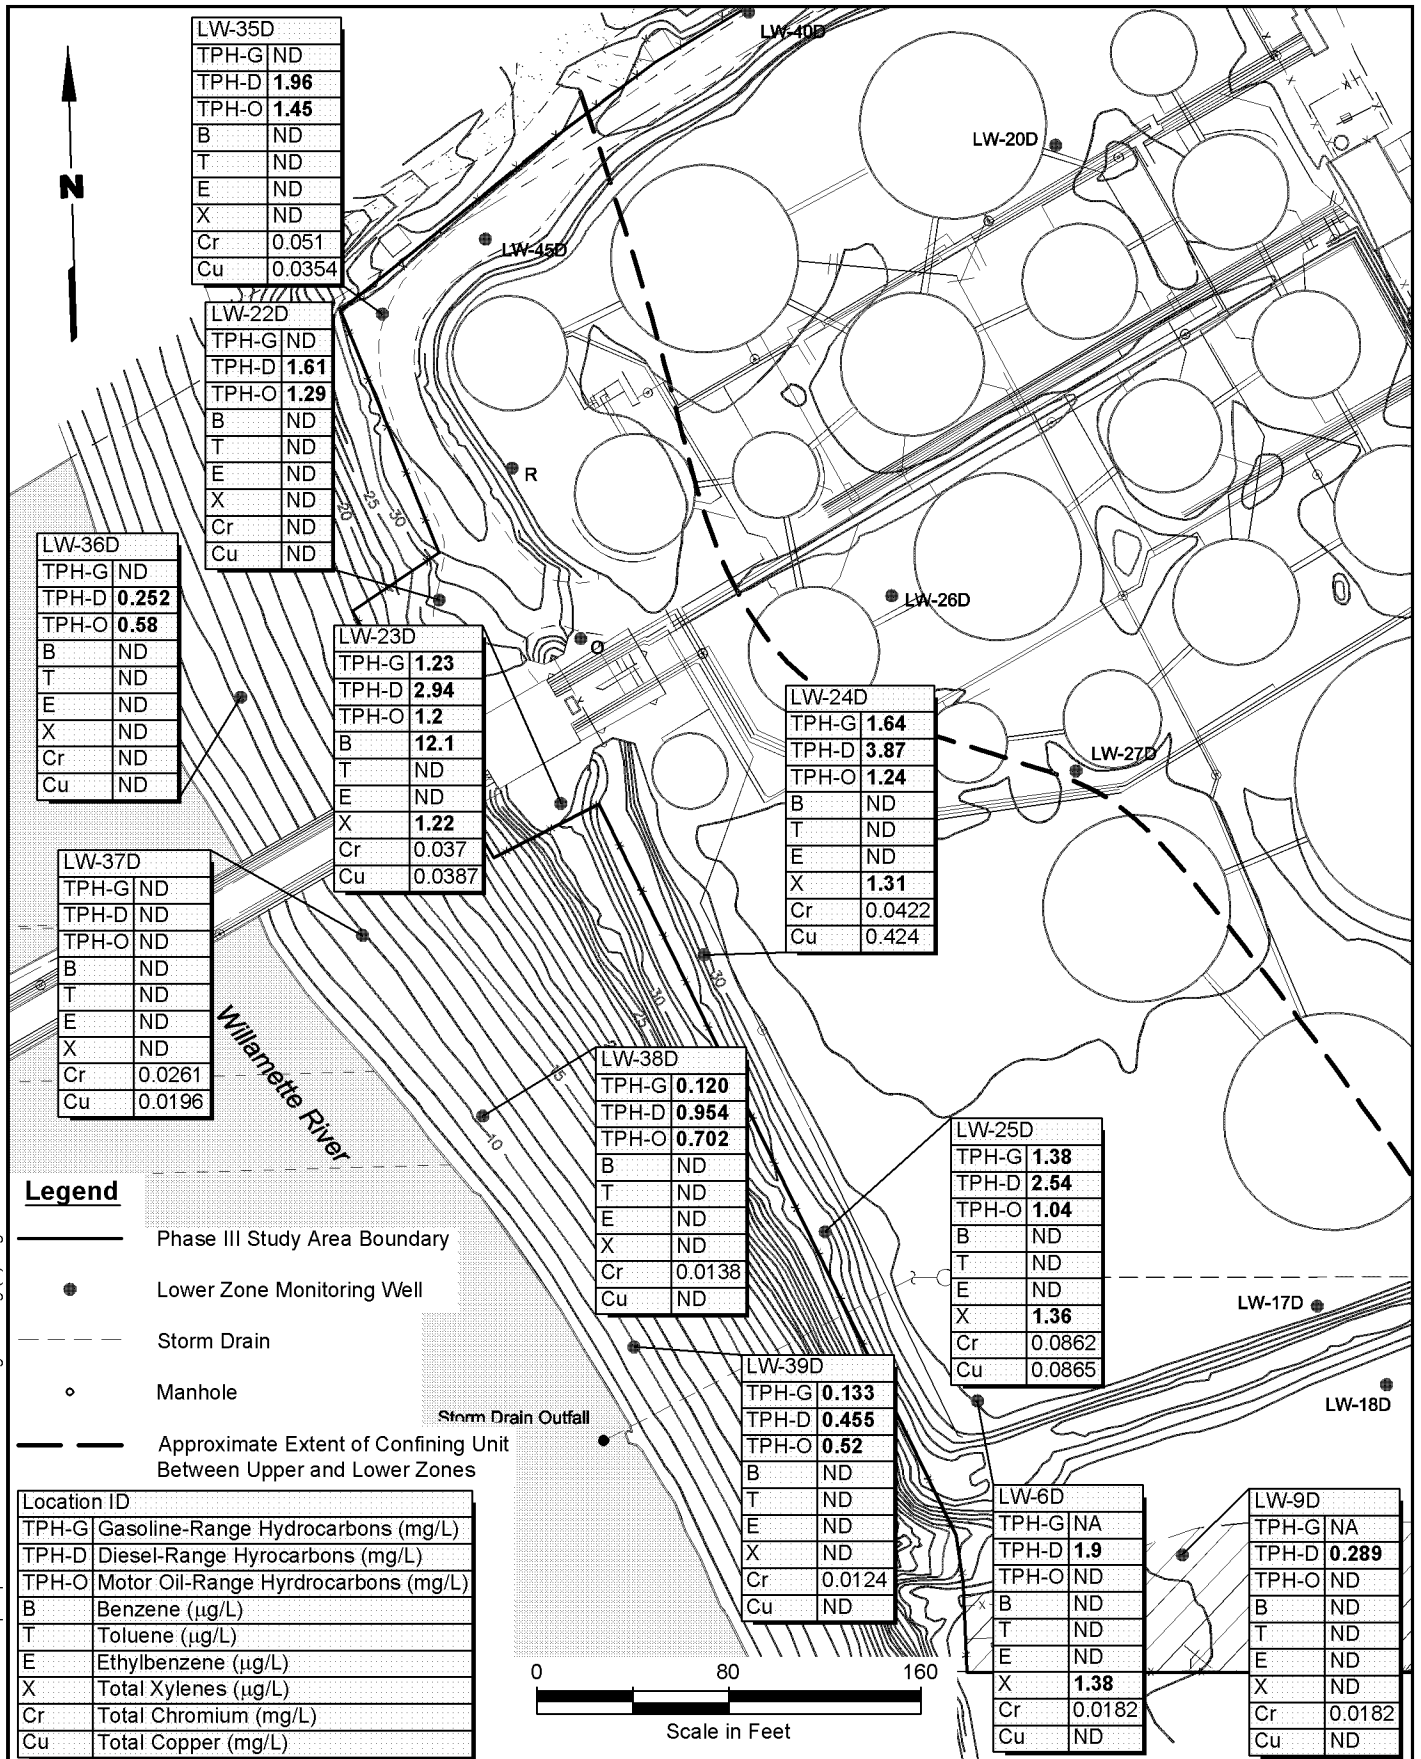 LW-40D
LW-35D
TPH-G ND
TPH-D 1.96
TPH-O 1.45
B ND
T ND
E ND
X ND
Cr 0.051
Cu 0.0354
N
LW-20D
LW-45D
LW-22D
TPH-G ND
TPH-D 1.61
TPH-O 1.29
B ND
T ND
E ND
X ND
Cr ND
Cu ND
R
20
25
30
LW-36D
TPH-G ND
TPH-D 0.252
TPH-O 0.58
B ND
T ND
E ND
X ND
Cr ND
Cu ND
LW-26D
O
LW-23D
TPH-G 1.23
TPH-D 2.94
TPH-O 1.2
B 12.1
T ND
E ND
X 1.22
Cr 0.037
Cu 0.0387
LW-24D
TPH-G 1.64
TPH-D 3.87
TPH-O 1.24
B ND
T ND
E ND
X 1.31
Cr 0.0422
Cu 0.424
LW-27D
LW-37D
TPH-G ND
TPH-D ND
TPH-O ND
B ND
T ND
E ND
X ND
Cr 0.0261
Cu 0.0196
30
30
25
15
10
Willamette River
LW-38D
TPH-G 0.120
TPH-D 0.954
TPH-O 0.702
B ND
T ND
E ND
X ND
Cr 0.0138
Cu ND
LW-25D
TPH-G 1.38
TPH-D 2.54
TPH-O 1.04
B ND
T ND
E ND
X 1.36
Cr 0.0862
Cu 0.0865
LW-17D
LW-18D
LW-39D
TPH-G 0.133
TPH-D 0.455
TPH-O 0.52
B ND
T ND
E ND
X ND
Cr 0.0124
Cu ND
LW-6D
TPH-G NA
TPH-D 1.9
TPH-O ND
B ND
T ND
E ND
X 1.38
Cr 0.0182
Cu ND
LW-9D
TPH-G NA
TPH-D 0.289
TPH-O ND
B ND
T ND
E ND
X ND
Cr 0.0182
Cu ND
Legend
Phase III Study Area Boundary
Lower Zone Monitoring Well
Storm Drain
Manhole
Storm Drain Outfall
Approximate Extent of Confining Unit
Between Upper and Lower Zones
Location ID
TPH-G Gasoline-Range Hydrocarbons (mg/L)
TPH-D Diesel-Range Hyrocarbons (mg/L)
TPH-O Motor Oil-Range Hyrdrocarbons (mg/L)
B Benzene (µg/L)
T Toluene (µg/L)
E Ethylbenzene (µg/L)
X Total Xylenes (µg/L)
Cr Total Chromium (mg/L)
Cu Total Copper (mg/L)
0 80 160
Scale in Feet